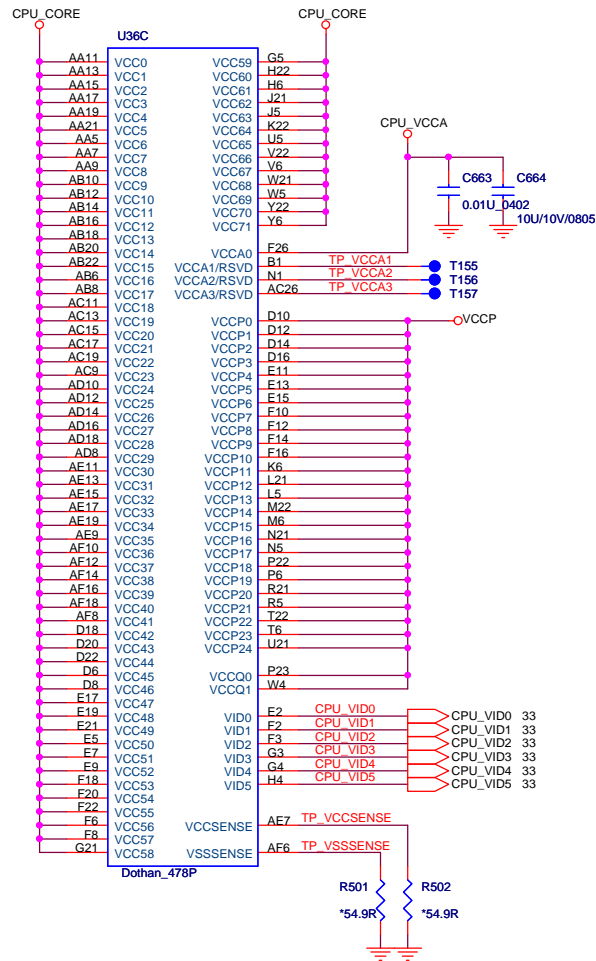 CPU_CORE
U36C
AA11 VCC0
AA13 VCC1
AA15 VCC2
AA17 VCC3
AA19 VCC4
AA21 VCC5
AA5 VCC6
AA7 VCC7
AA9 VCC8
AB10 VCC9
AB12 VCC10
AB14 VCC11
AB16 VCC12
AB18 VCC13
AB20 VCC14
AB22 VCC15
AB6 VCC16
AB8 VCC17
AC11 VCC18
AC13 VCC19
AC15 VCC20
AC17 VCC21
AC19 VCC22
AC9 VCC23
AD10 VCC24
AD12 VCC25
AD14 VCC26
AD16 VCC27
AD18 VCC28
AD8 VCC29
AE11 VCC30
AE13 VCC31
AE15 VCC32
AE17 VCC33
AE19 VCC34
AE9 VCC35
AF10 VCC36
AF12 VCC37
AF14 VCC38
AF16 VCC39
AF18 VCC40
AF8 VCC41
D18 VCC42
D20 VCC43
D22 VCC44
D6 VCC45
D8 VCC46
E17 VCC47
E19 VCC48
E21 VCC49
E5 VCC50
E7 VCC51
E9 VCC52
F18 VCC53
F20 VCC54
F22 VCC55
F6 VCC56
F8 VCC57
G21 VCC58
Dothan_478P
CPU_CORE
VCC59 G5
VCC60 H22
VCC61 H6
VCC62 J21
VCC63 J5
VCC64 K22
VCC65 U5
VCC66 V22
VCC67 V6
VCC68 W21
VCC69 W5
VCC70 Y22
VCC71 Y6
CPU_VCCA
C663
0.01U_0402
C664
10U/10V/0805
VCCA0 F26
VCCA1/RSVD B1 TP_VCCA1 T155
VCCA2/RSVD N1 TP_VCCA2 T156
VCCA3/RSVD AC26 TP_VCCA3 T157
VCCP0 D10 VCCP
VCCP1 D12
VCCP2 D14
VCCP3 D16
VCCP4 E11
VCCP5 E13
VCCP6 E15
VCCP7 F10
VCCP8 F12
VCCP9 F14
VCCP10 F16
VCCP11 K6
VCCP12 L21
VCCP13 L5
VCCP14 M22
VCCP15 M6
VCCP16 N21
VCCP17 N5
VCCP18 P22
VCCP19 P6
VCCP20 R21
VCCP21 R5
VCCP22 T22
VCCP23 T6
VCCP24 U21
VCCQ0 P23
VCCQ1 W4
VID0 E2 CPU_VID0 CPU_VID0 33
VID1 F2 CPU_VID1 CPU_VID1 33
VID2 F3 CPU_VID2 CPU_VID2 33
VID3 G3 CPU_VID3 CPU_VID3 33
VID4 G4 CPU_VID4 CPU_VID4 33
VID5 H4 CPU_VID5 CPU_VID5 33
VCCSENSE AE7 TP_VCCSENSE
VSSSENSE AF6 TP_VSSSENSE
R501 R502
*54.9R *54.9R